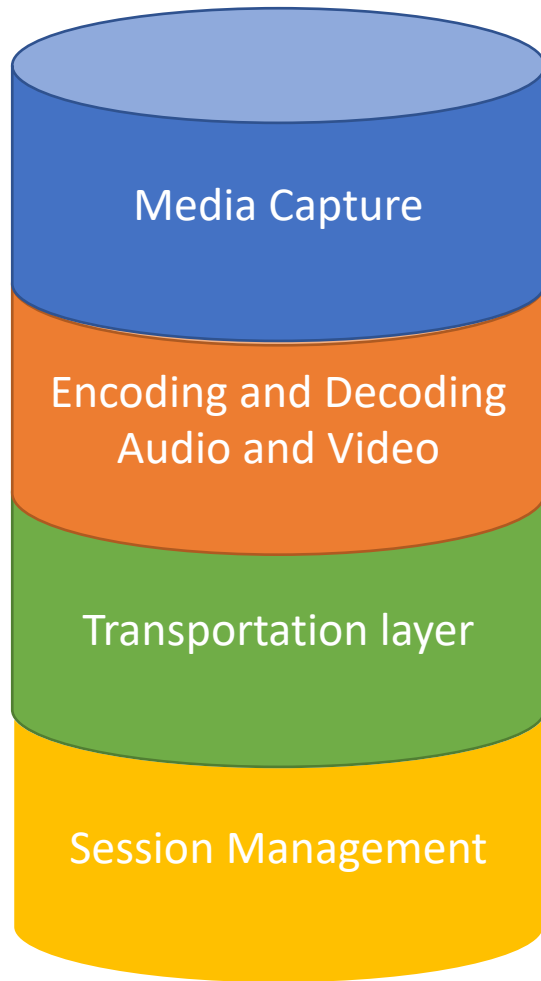 Media Capture
Encoding and Decoding
Audio and Video
Transportation layer
Session Management